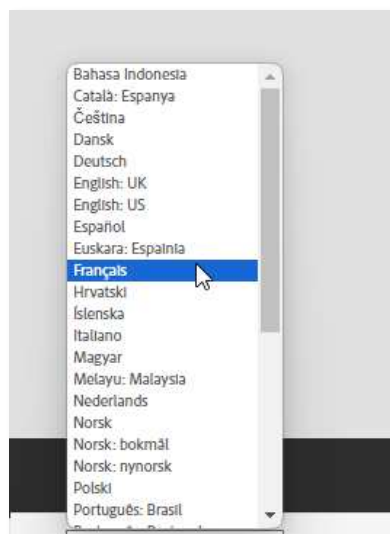 Bahasa Indonesia
Català: Espanya
Čeština
Dansk
Deutsch
English: UK
English: US
Español
Euskara: Espainia
Français
Hrvatski
Íslenska
Italiano
Magyar
Melayu: Malaysia
Nederlands
Norsk
Norsk: bokmål
Norsk: nynorsk
Polski
Português: Brasil